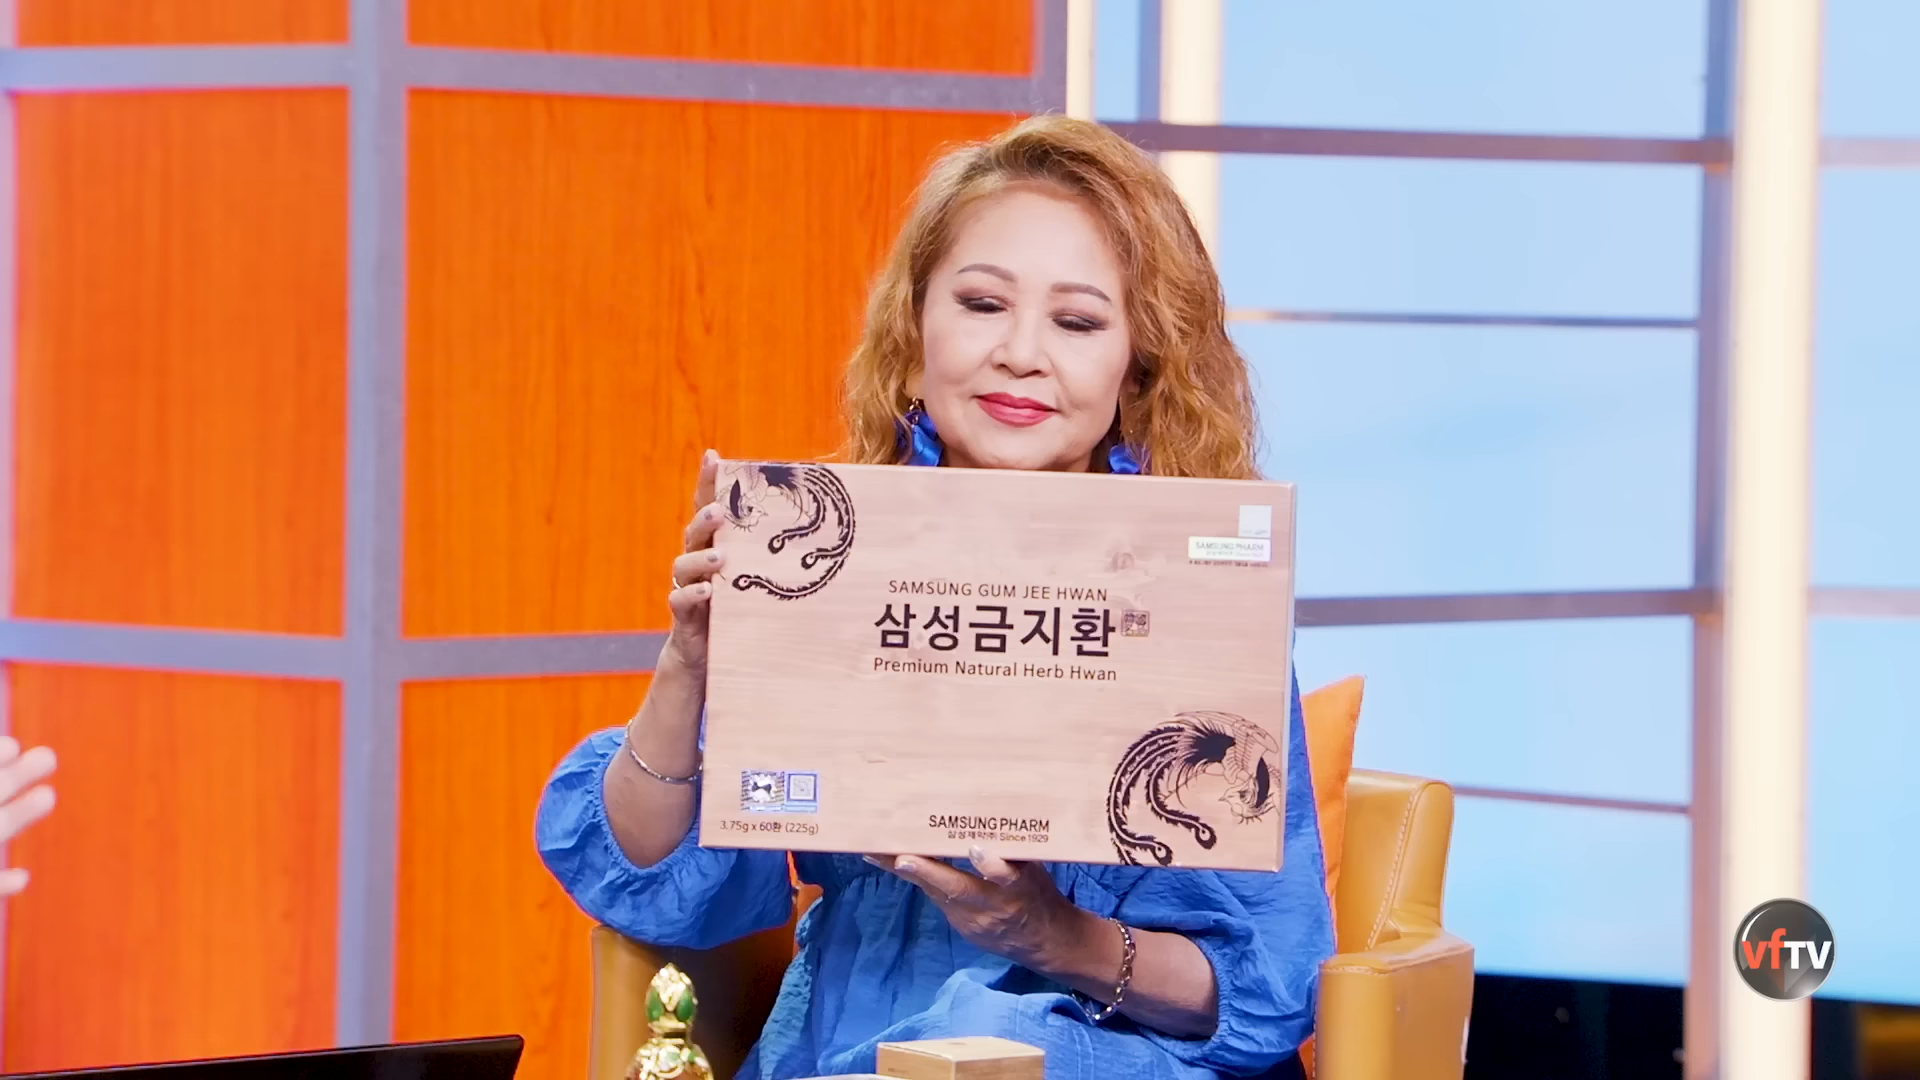 SAMSUNG PHARM
SAMSUNG GUM JEE HWAN
삼성금지환
Premium Natural Herb Hwan
3.75g x 60환 (225g)
SAMSUNG PHARM
삼성제약(주) Since 1929
vfTV